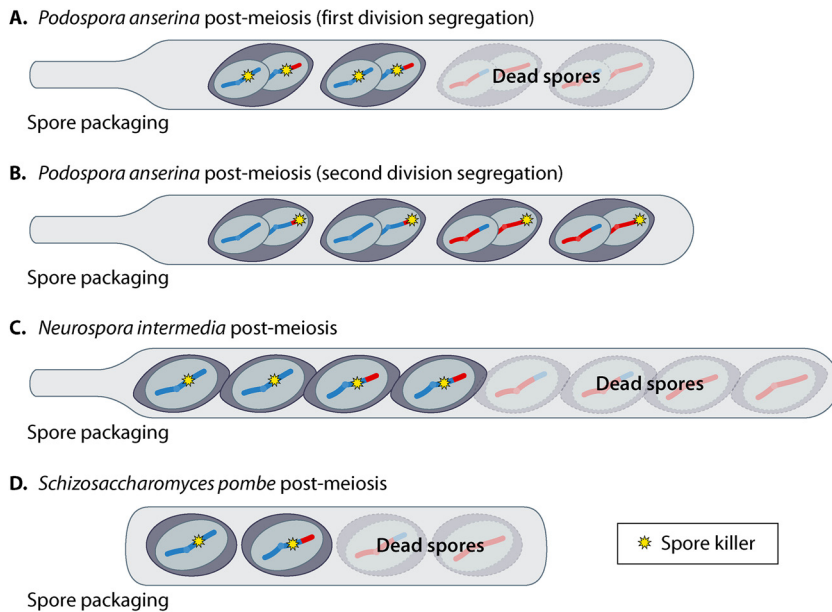 A. Podospora anserina post-meiosis (first division segregation)
Dead spores
Spore packaging
B. Podospora anserina post-meiosis (second division segregation)
Spore packaging
C. Neurospora intermedia post-meiosis
Dead spores
Spore packaging
D. Schizosaccharomyces pombe post-meiosis
Dead spores
Spore killer
Spore packaging